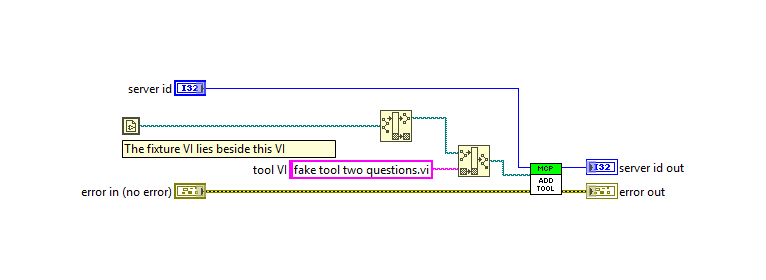 server id
I32
The fixture VI lies beside this VI
tool VI
fake tool two questions.vi
MCP
ADD
TOOL
I32
server id out
error in (no error)
error out